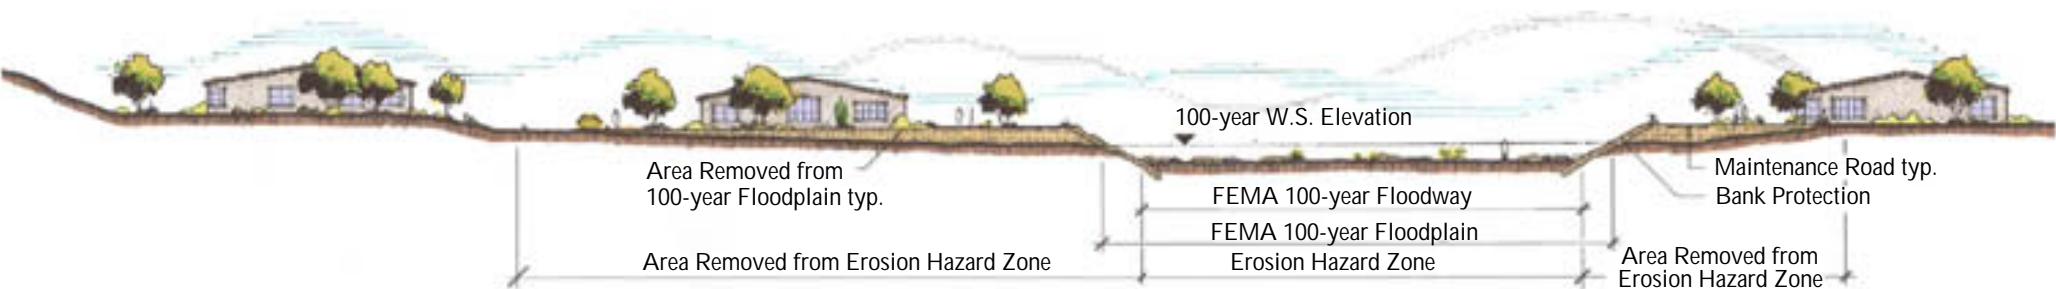 100-year W.S. Elevation
Area Removed from
100-year Floodplain typ.
Maintenance Road typ.
Bank Protection
FEMA 100-year Floodway
FEMA 100-year Floodplain
Area Removed from Erosion Hazard Zone
Erosion Hazard Zone
Area Removed from
Erosion Hazard Zone